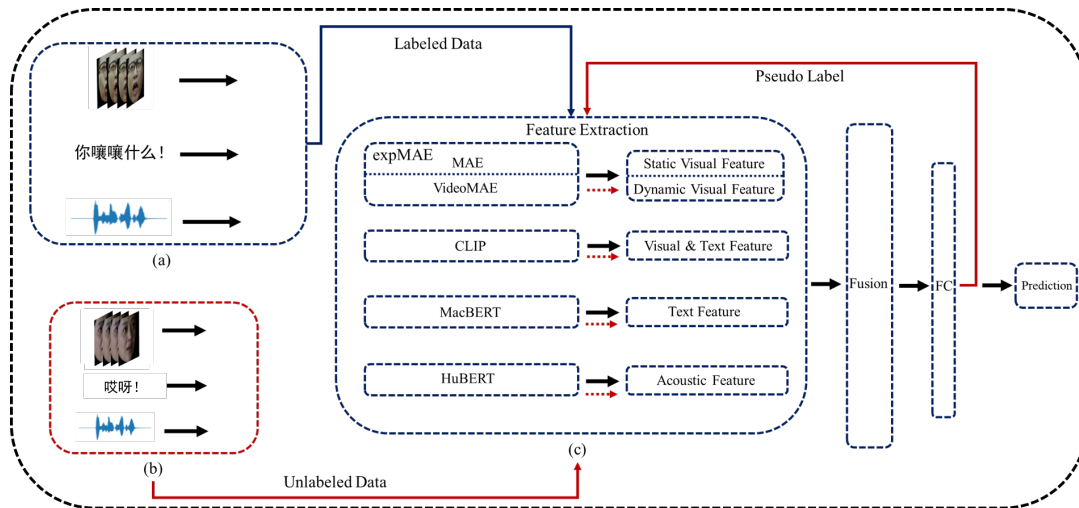 Labeled Data
Pseudo Label
你嚷嚷什么！
(a)
哎呀！
(b)
Unlabeled Data
Feature Extraction
expMAE
MAE
Static Visual Feature
VideoMAE
Dynamic Visual Feature
CLIP
Visual & Text Feature
MacBERT
Text Feature
HuBERT
Acoustic Feature
(c)
Fusion
FC
Prediction